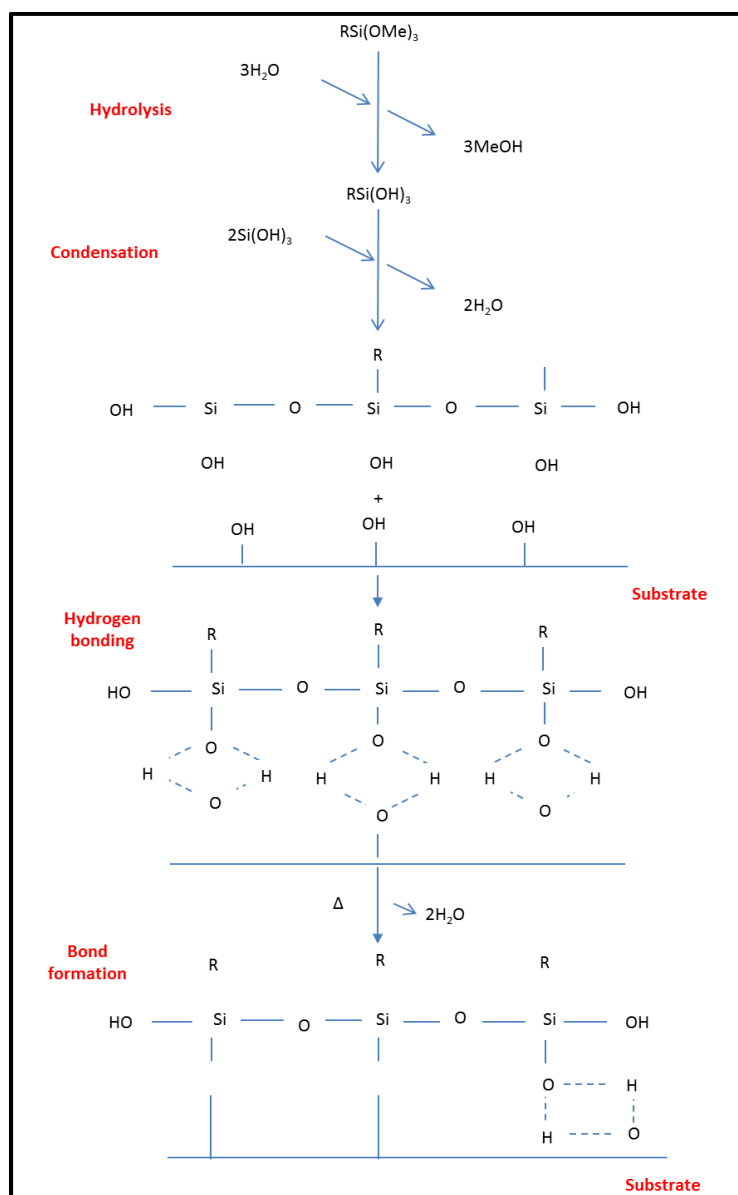 RSi(OMe)₃
3H₂O
Hydrolysis
3MeOH
RSi(OH)₃
2Si(OH)₃
Condensation
2H₂O
R
OH Si O Si O Si OH
OH OH OH
+
OH OH OH
Substrate
Hydrogen
bonding
R R R
HO Si O Si O Si OH
O O O
H H H H H H
O O O
Δ 2H₂O
Bond
formation
R R R
HO Si O Si O Si OH
O H
H O
Substrate